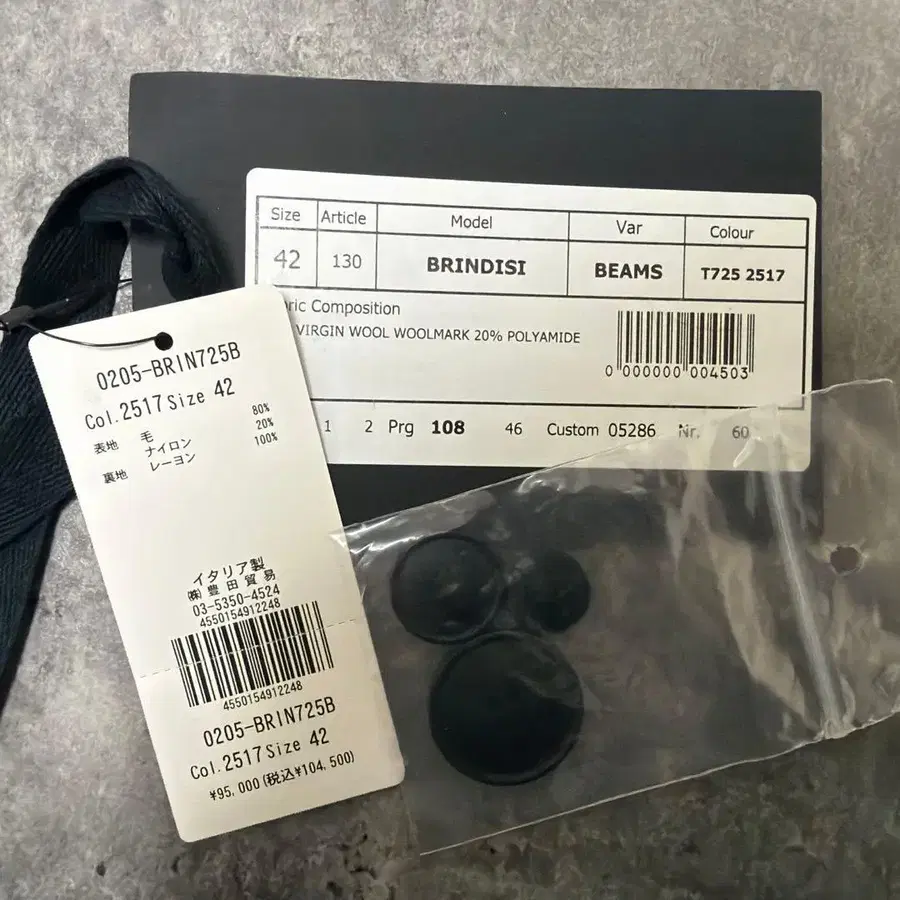 Size Article Model Var Colour
42 130 BRINDISI BEAMS T725 2517
Composition
VIRGIN WOOL WOOLMARK 20% POLYAMIDE
0 000000 004503
1 2 Prg 108 46 Custom 05286 Nr. 60
0205-BRIN725B
Col.2517 Size 42
表地 毛 80%
ナイロン 20%
裏地 レーヨン 100%
イタリア製
㈱豊田貿易
03-5350-4524
4550154912248
4550154912248
0205-BRIN725B
Col.2517 Size 42
¥95,000(税込¥104,500)